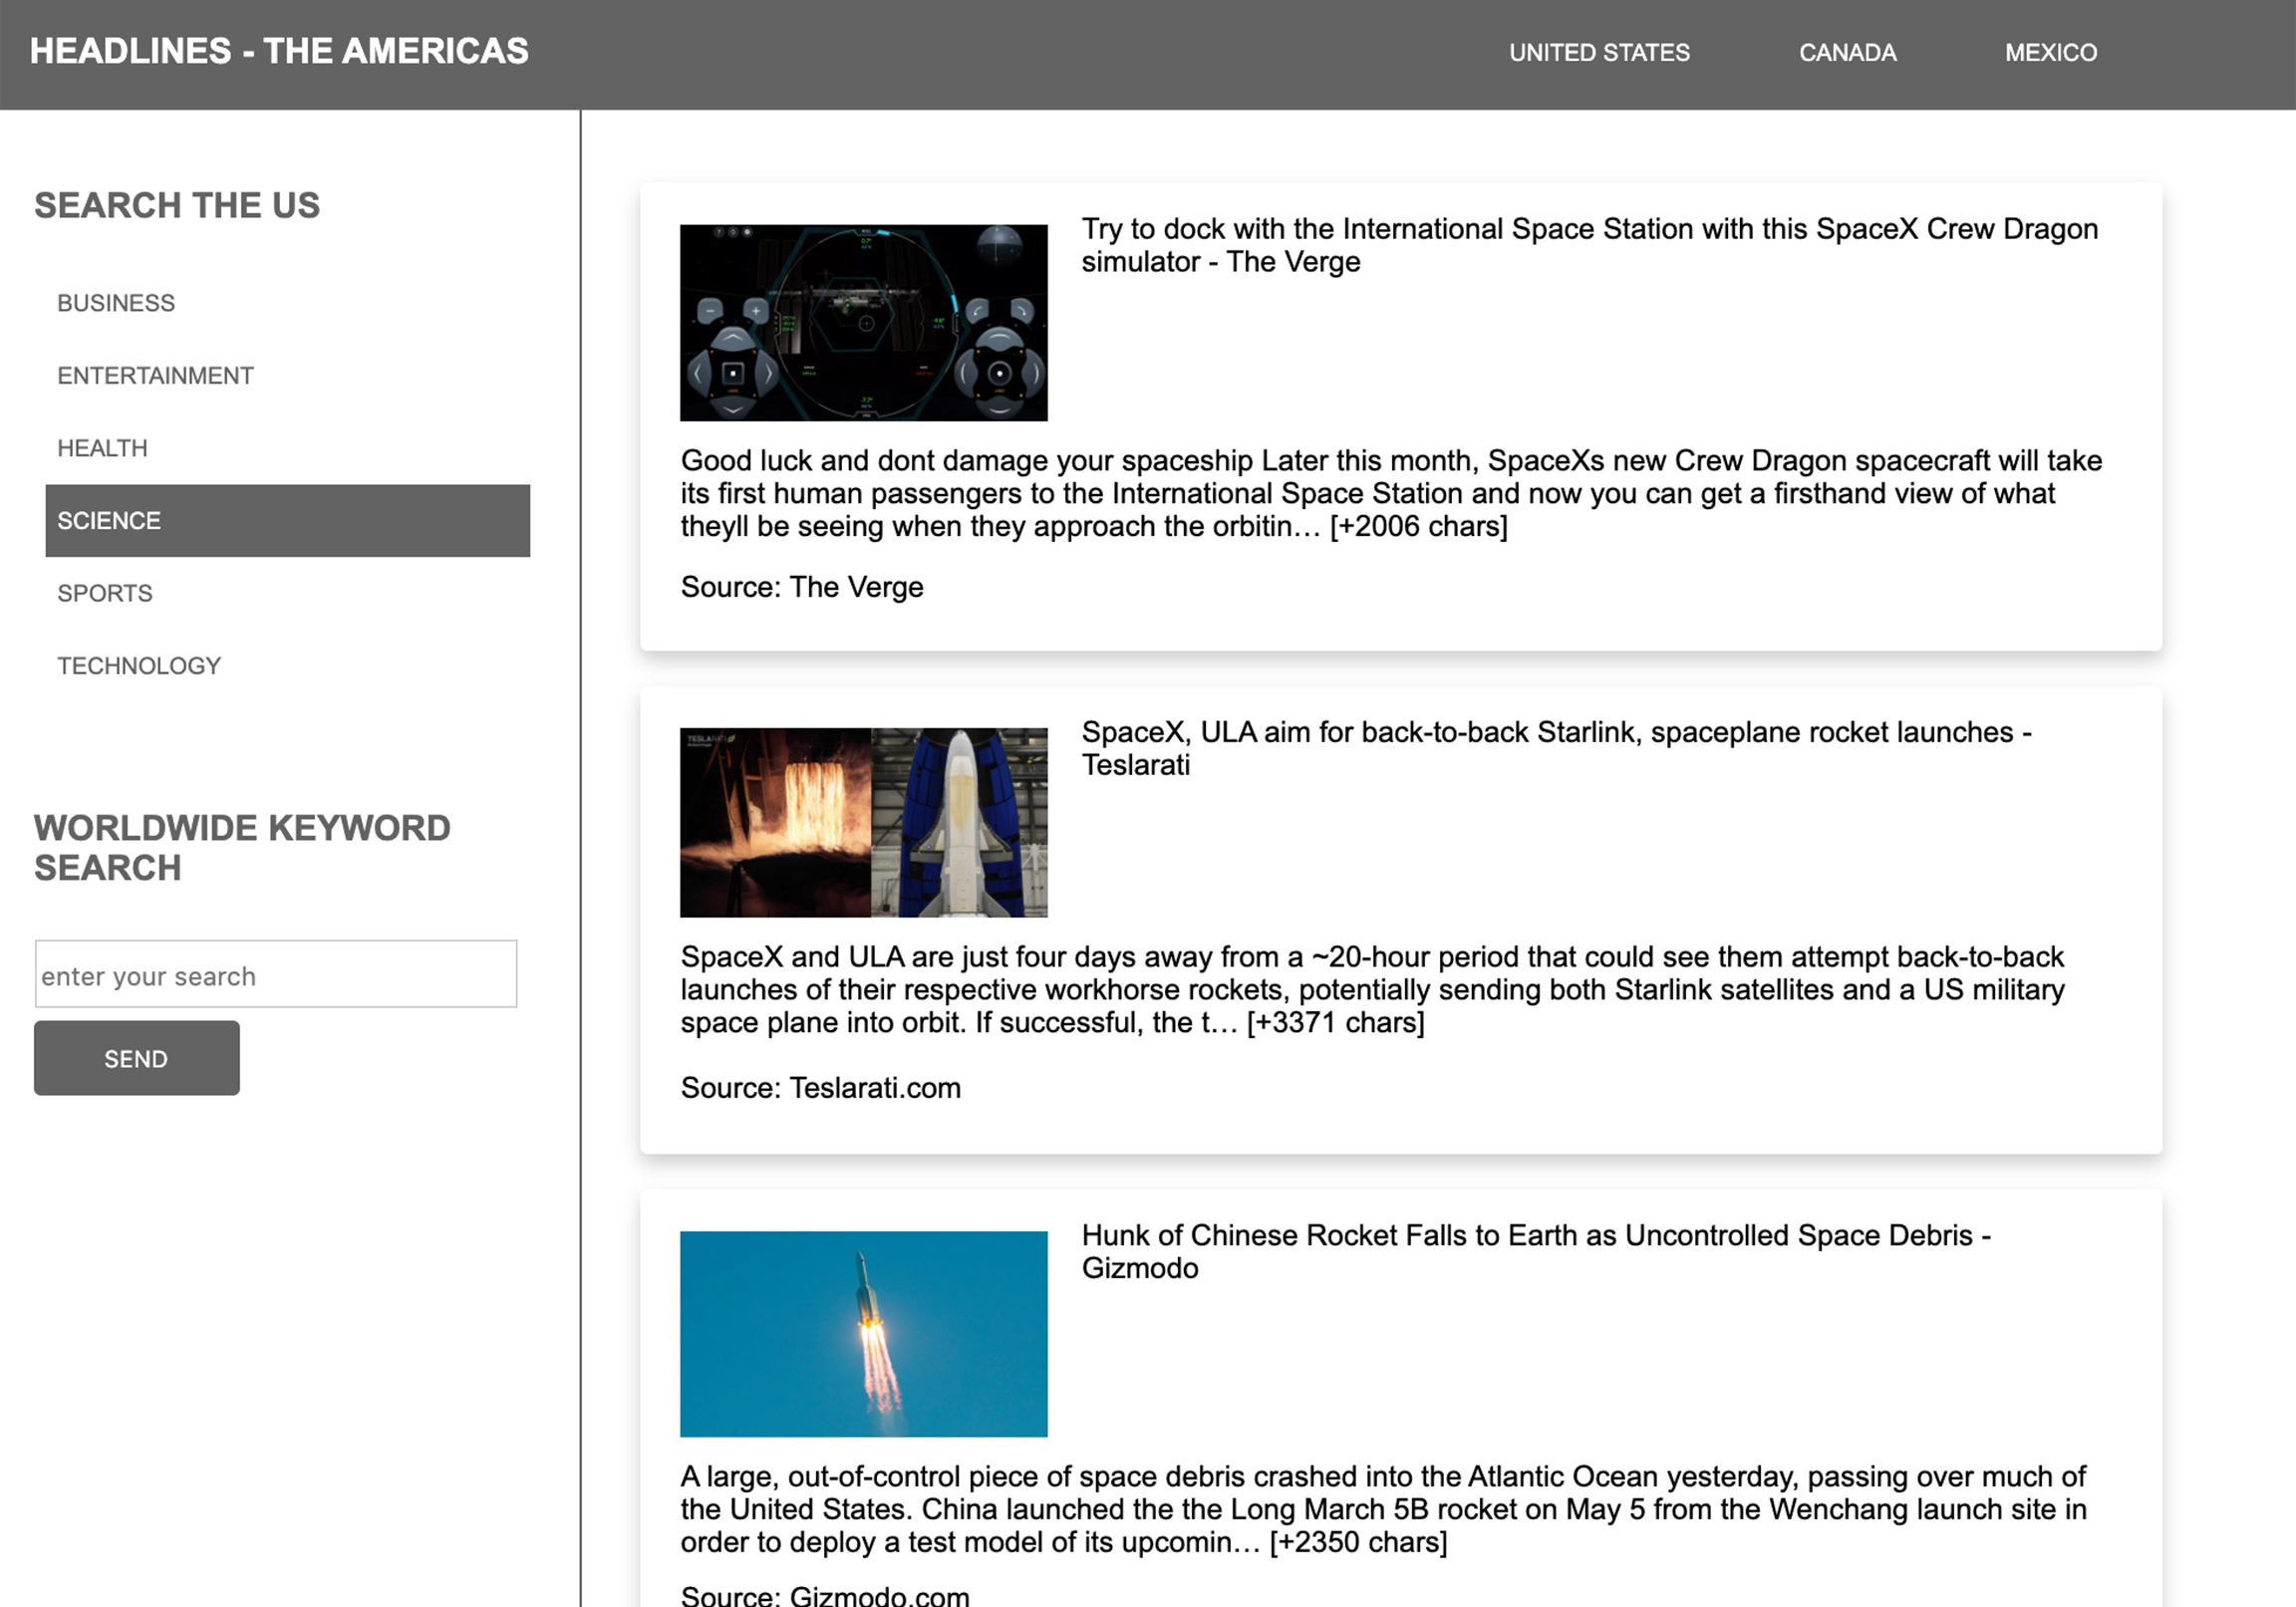 HEADLINES - THE AMERICAS
UNITED STATES
CANADA
MEXICO
SEARCH THE US
BUSINESS
ENTERTAINMENT
HEALTH
SCIENCE
SPORTS
TECHNOLOGY
WORLDWIDE KEYWORD
SEARCH
enter your search
SEND
Try to dock with the International Space Station with this SpaceX Crew Dragon
simulator - The Verge
Good luck and dont damage your spaceship Later this month, SpaceXs new Crew Dragon spacecraft will take
its first human passengers to the International Space Station and now you can get a firsthand view of what
theyll be seeing when they approach the orbitin… [+2006 chars]
Source: The Verge
TESLARATI
SpaceX, ULA aim for back-to-back Starlink, spaceplane rocket launches -
Teslarati
SpaceX and ULA are just four days away from a ~20-hour period that could see them attempt back-to-back
launches of their respective workhorse rockets, potentially sending both Starlink satellites and a US military
space plane into orbit. If successful, the t… [+3371 chars]
Source: Teslarati.com
Hunk of Chinese Rocket Falls to Earth as Uncontrolled Space Debris -
Gizmodo
A large, out-of-control piece of space debris crashed into the Atlantic Ocean yesterday, passing over much of
the United States. China launched the the Long March 5B rocket on May 5 from the Wenchang launch site in
order to deploy a test model of its upcomin… [+2350 chars]
Source: Gizmodo.com